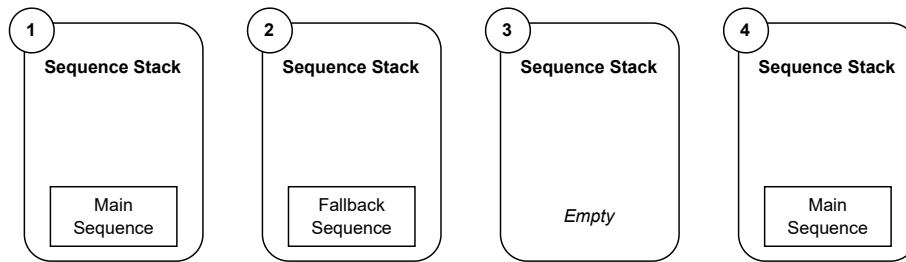 1
Sequence Stack
Main
Sequence
2
Sequence Stack
Fallback
Sequence
3
Sequence Stack
Empty
4
Sequence Stack
Main
Sequence